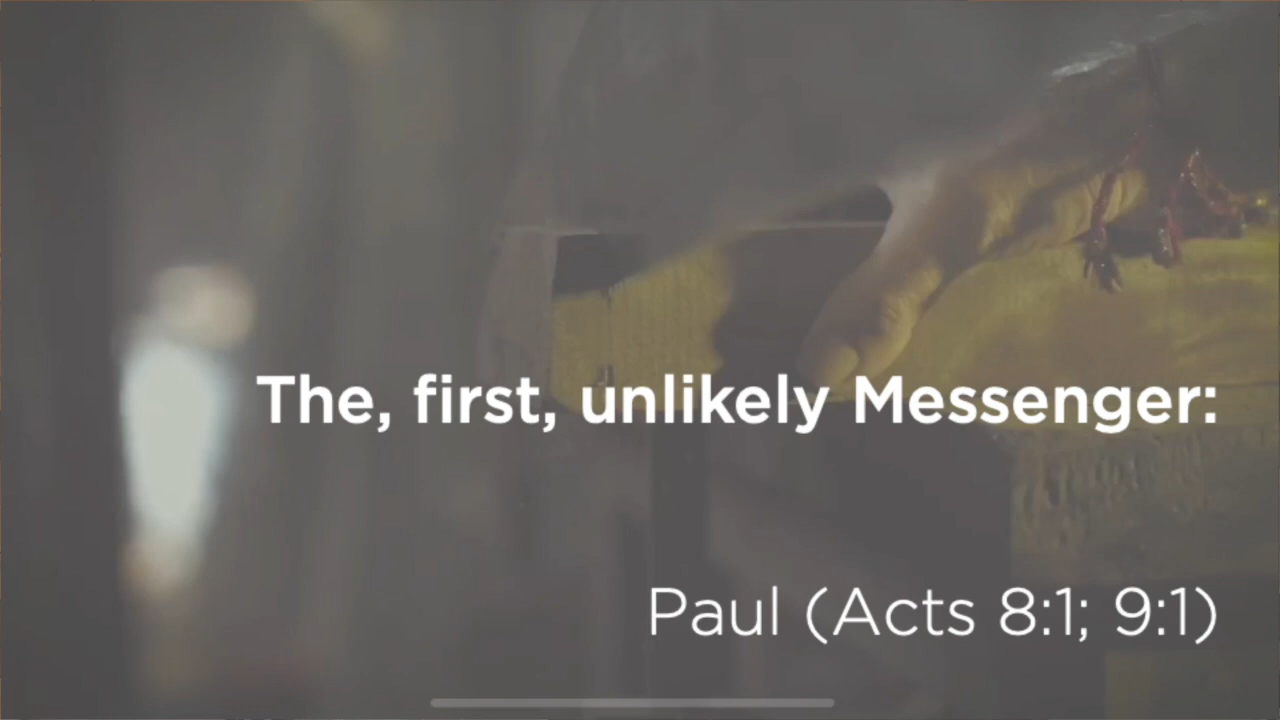 The, first, unlikely Messenger:
Paul (Acts 8:1; 9:1)